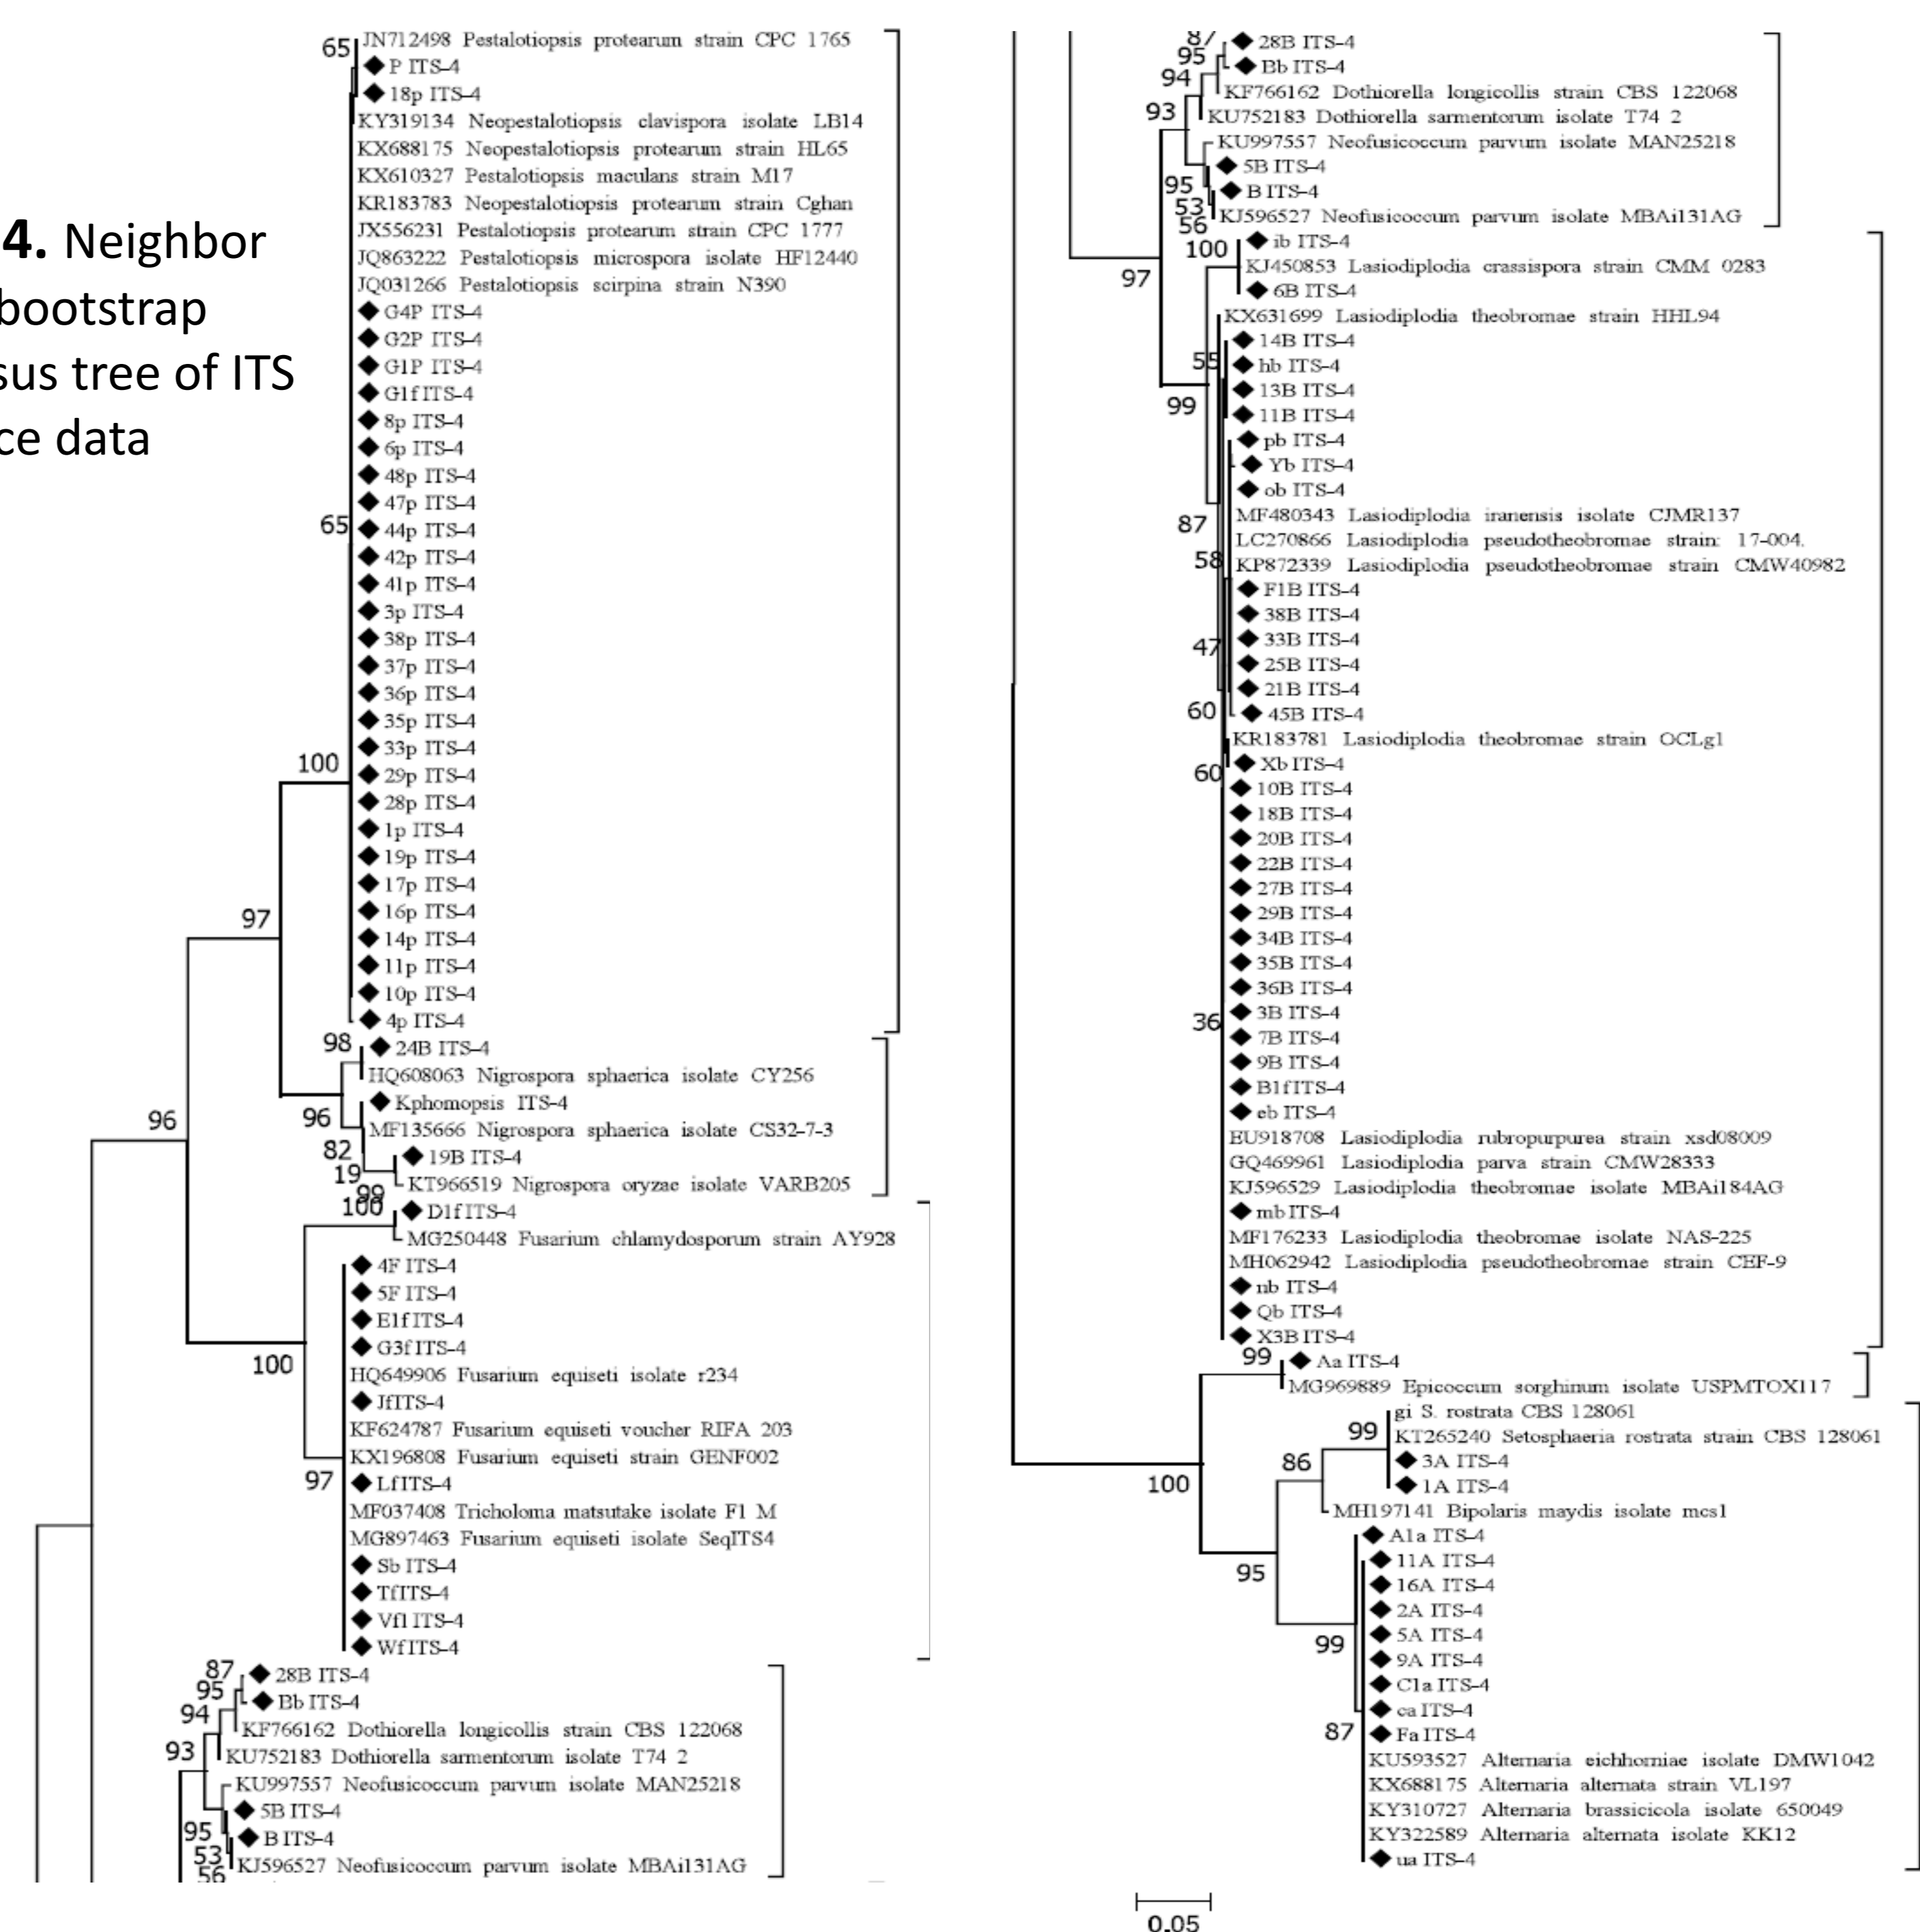 4. Neighbor
bootstrap
sus tree of ITS
ce data
65
JN712498 Pestalotiopsis protearum strain CPC 1765
P ITS-4
18p ITS-4
KY319134 Neopestalotiopsis clavispora isolate LB14
KX688175 Neopestalotiopsis protearum strain HL65
KX610327 Pestalotiopsis maculans strain M17
KR183783 Neopestalotiopsis protearum strain Cghan
JX556231 Pestalotiopsis protearum strain CPC 1777
JQ863222 Pestalotiopsis microspora isolate HF12440
JQ031266 Pestalotiopsis scirpina strain N390
G4P ITS-4
G2P ITS-4
G1P ITS-4
G1f ITS-4
8p ITS-4
6p ITS-4
48p ITS-4
47p ITS-4
65
44p ITS-4
42p ITS-4
41p ITS-4
3p ITS-4
38p ITS-4
37p ITS-4
36p ITS-4
35p ITS-4
33p ITS-4
100
29p ITS-4
28p ITS-4
1p ITS-4
19p ITS-4
17p ITS-4
16p ITS-4
97
14p ITS-4
11p ITS-4
10p ITS-4
4p ITS-4
98
24B ITS-4
HQ608063 Nigrospora sphaerica isolate CY256
Kphomopsis ITS-4
96
96
MF135666 Nigrospora sphaerica isolate CS32-7-3
82
19B ITS-4
19
KT966519 Nigrospora oryzae isolate VARB205
99
100
D1f ITS-4
MG250448 Fusarium chlamydosporum strain AY928
4F ITS-4
5F ITS-4
E1f ITS-4
G3f ITS-4
100
HQ649906 Fusarium equiseti isolate r234
Jf ITS-4
KF624787 Fusarium equiseti voucher RIFA 203
KX196808 Fusarium equiseti strain GENF002
97
Lf ITS-4
MF037408 Tricholoma matsutake isolate F1 M
MG897463 Fusarium equiseti isolate SeqITS4
Sb ITS-4
Tf ITS-4
Vf1 ITS-4
Wf ITS-4
87
28B ITS-4
95
Bb ITS-4
94
KF766162 Dothiorella longicollis strain CBS 122068
93
KU752183 Dothiorella sarmentorum isolate T74 2
KU997557 Neofusicoccum parvum isolate MAN25218
5B ITS-4
95
B ITS-4
53
KJ596527 Neofusicoccum parvum isolate MBAi131AG
56
87
28B ITS-4
95
Bb ITS-4
94
KF766162 Dothiorella longicollis strain CBS 122068
93
KU752183 Dothiorella sarmentorum isolate T74 2
KU997557 Neofusicoccum parvum isolate MAN25218
5B ITS-4
95
B ITS-4
53
KJ596527 Neofusicoccum parvum isolate MBAi131AG
56
100
ib ITS-4
97
KJ450853 Lasiodiplodia crassispora strain CMM 0283
6B ITS-4
KX631699 Lasiodiplodia theobromae strain HHL94
14B ITS-4
55
hb ITS-4
13B ITS-4
99
11B ITS-4
pb ITS-4
Yb ITS-4
ob ITS-4
87
MF480343 Lasiodiplodia iranensis isolate CJMR137
LC270866 Lasiodiplodia pseudotheobromae strain: 17-004.
58
KP872339 Lasiodiplodia pseudotheobromae strain CMW40982
F1B ITS-4
38B ITS-4
47
33B ITS-4
25B ITS-4
21B ITS-4
60
45B ITS-4
KR183781 Lasiodiplodia theobromae strain OCLg1
60
Xb ITS-4
10B ITS-4
18B ITS-4
20B ITS-4
22B ITS-4
27B ITS-4
29B ITS-4
34B ITS-4
35B ITS-4
36B ITS-4
36
3B ITS-4
7B ITS-4
9B ITS-4
B1f ITS-4
eb ITS-4
EU918708 Lasiodiplodia rubropurpurea strain xsd08009
GQ469961 Lasiodiplodia parva strain CMW28333
KJ596529 Lasiodiplodia theobromae isolate MBAi184AG
mb ITS-4
MF176233 Lasiodiplodia theobromae isolate NAS-225
MH062942 Lasiodiplodia pseudotheobromae strain CEF-9
nb ITS-4
Qb ITS-4
X3B ITS-4
99
Aa ITS-4
MG969889 Epicoccum sorghinum isolate USPMTOX117
gi S. rostrata CBS 128061
99
KT265240 Setosphaeria rostrata strain CBS 128061
86
3A ITS-4
100
1A ITS-4
MH197141 Bipolaris maydis isolate mcs1
A1a ITS-4
95
11A ITS-4
16A ITS-4
2A ITS-4
5A ITS-4
99
9A ITS-4
C1a ITS-4
ca ITS-4
87
Fa ITS-4
KU593527 Alternaria eichhorniae isolate DMW1042
KX688175 Alternaria alternata strain VL197
KY310727 Alternaria brassicicola isolate 650049
KY322589 Alternaria alternata isolate KK12
ua ITS-4
0.05